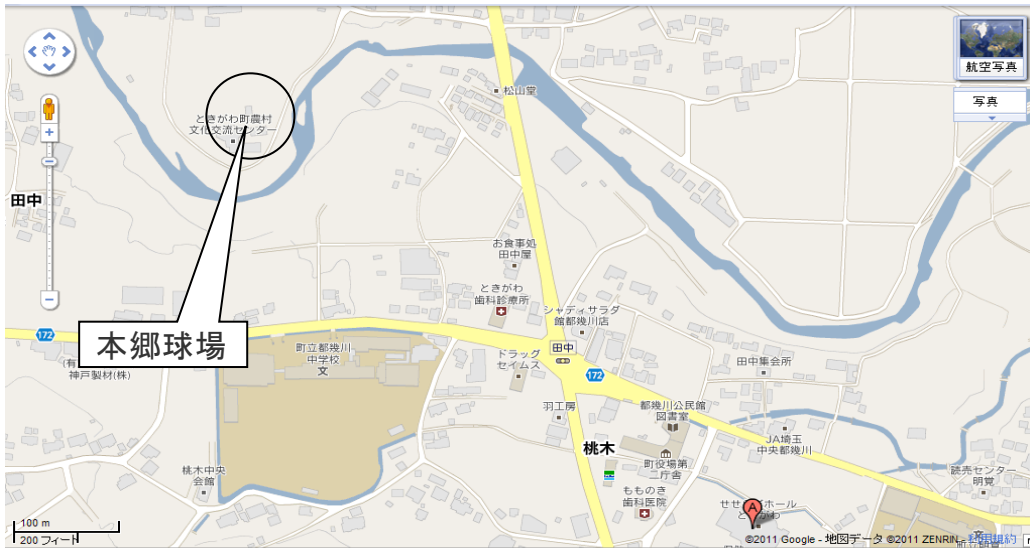 航空写真
写真
松山堂
ときがわ町農村
文化交流センター
田中
お食事処
田中屋
ときがわ
歯科診療所
シャディサラダ
館都幾川店
本郷球場
172
(有)
神戸製材(株)
町立都幾川
中学校
文
ドラッグ
セイムス
田中
172
田中集会所
羽工房
都幾川公民館
図書室
桃木
JA埼玉
中央都幾川
町役場第
二庁舎
桃木中央
会館
もものき
歯科医院
読売センター
明覚
A
100 m
200 フィート
©2011 Google - 地図データ ©2011 ZENRIN - 利用規約